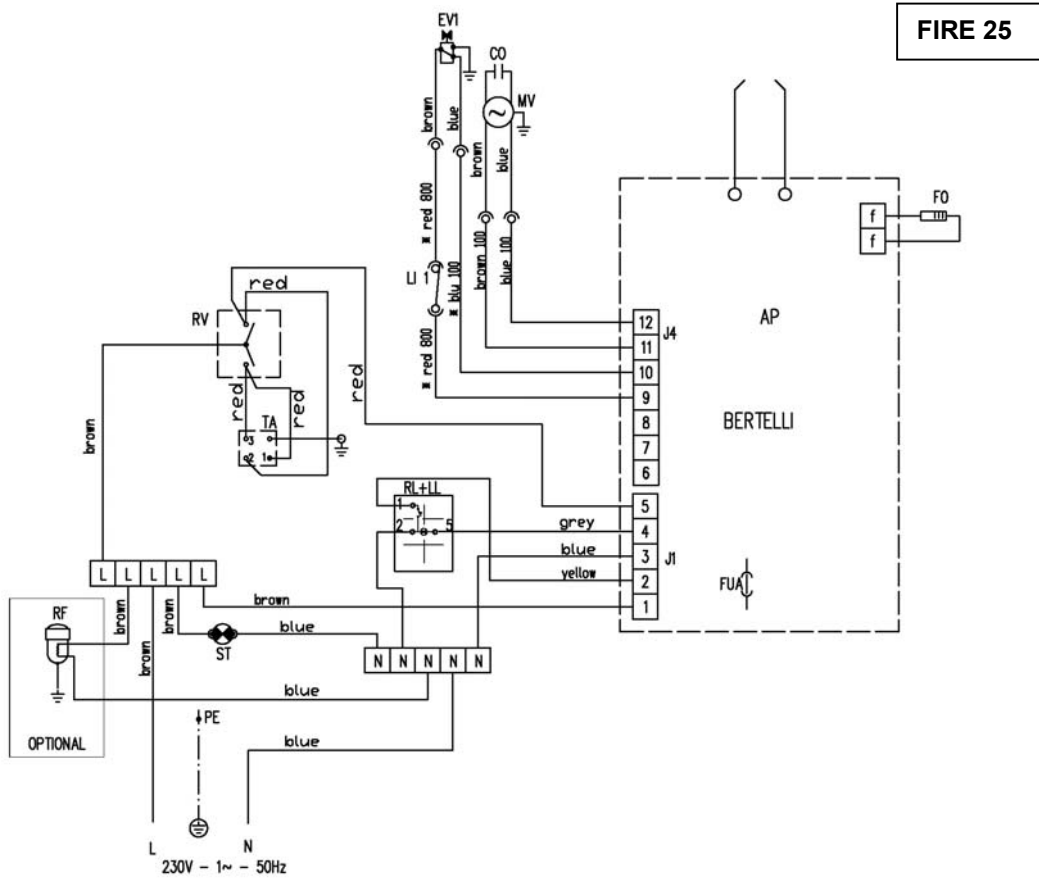 FIRE 25
EV1
CO
MV
brown
blue
brown
blue
FO
f
f
⌘ red 800
⌘ blu 100
brown 100
blue 100
LI 1
⌘ red 800
red
RV
red
red
red
TA
3
2 1
brown
AP
BERTELLI
12
11
10
9
8
7
6
J4
5
4
3
2
1
J1
RL+LL
1
2 8 5
grey
blue
yellow
FUA
L L L L L
brown
RF
brown
brown
ST
blue
N N N N N
blue
OPTIONAL
PE
blue
L N
230V - 1~ - 50Hz